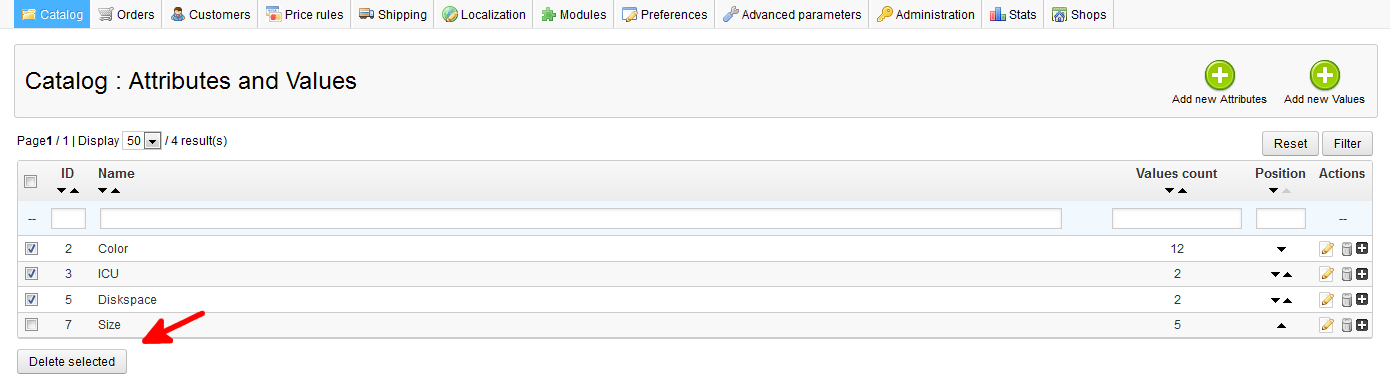 Catalog Orders Customers Price rules Shipping Localization Modules Preferences Advanced parameters Administration Stats Shops
Catalog : Attributes and Values
Add new Attributes Add new Values
Page1 / 1 | Display 50 / 4 result(s)
Reset Filter
ID Name Values count Position Actions
-- --
2 Color 12
3 ICU 2
5 Diskspace 2
7 Size 5
Delete selected